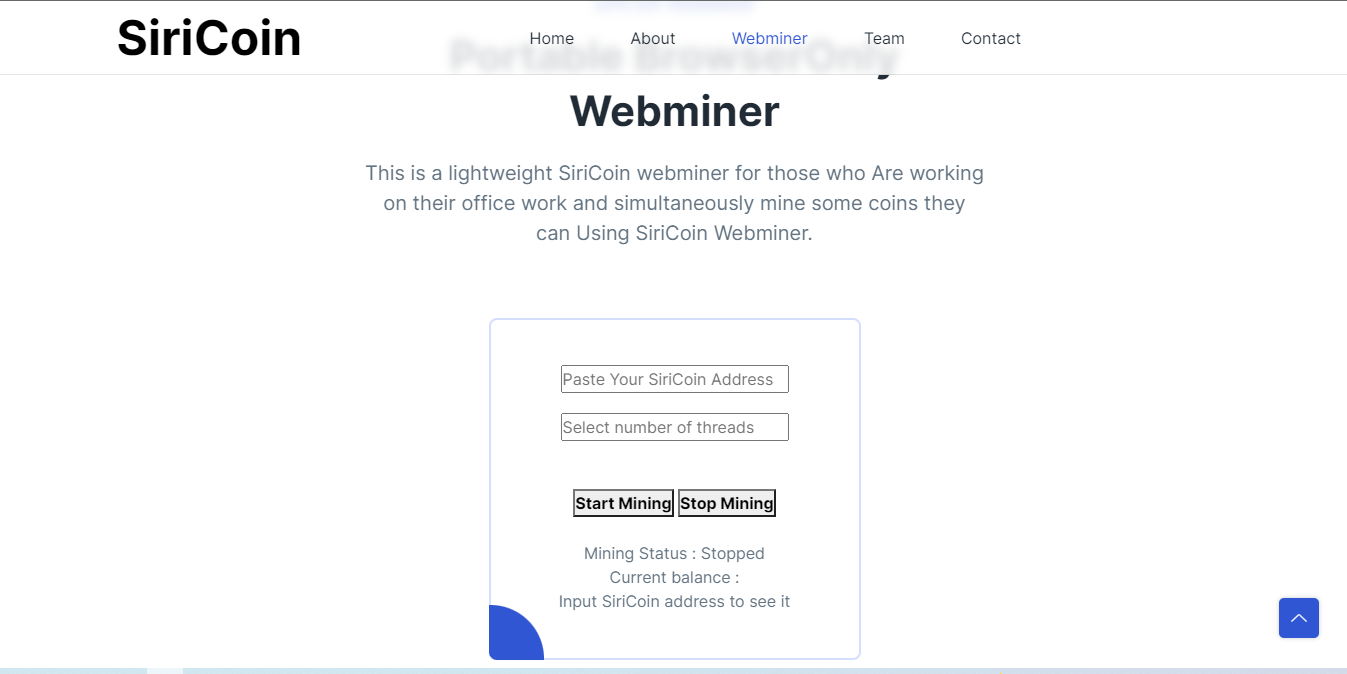 SiriCoin
Home About Webminer Team Contact
Portable BrowserOnly
Webminer
This is a lightweight SiriCoin webminer for those who Are working
on their office work and simultaneously mine some coins they
can Using SiriCoin Webminer.
Paste Your SiriCoin Address
Select number of threads
Start Mining Stop Mining
Mining Status : Stopped
Current balance :
Input SiriCoin address to see it